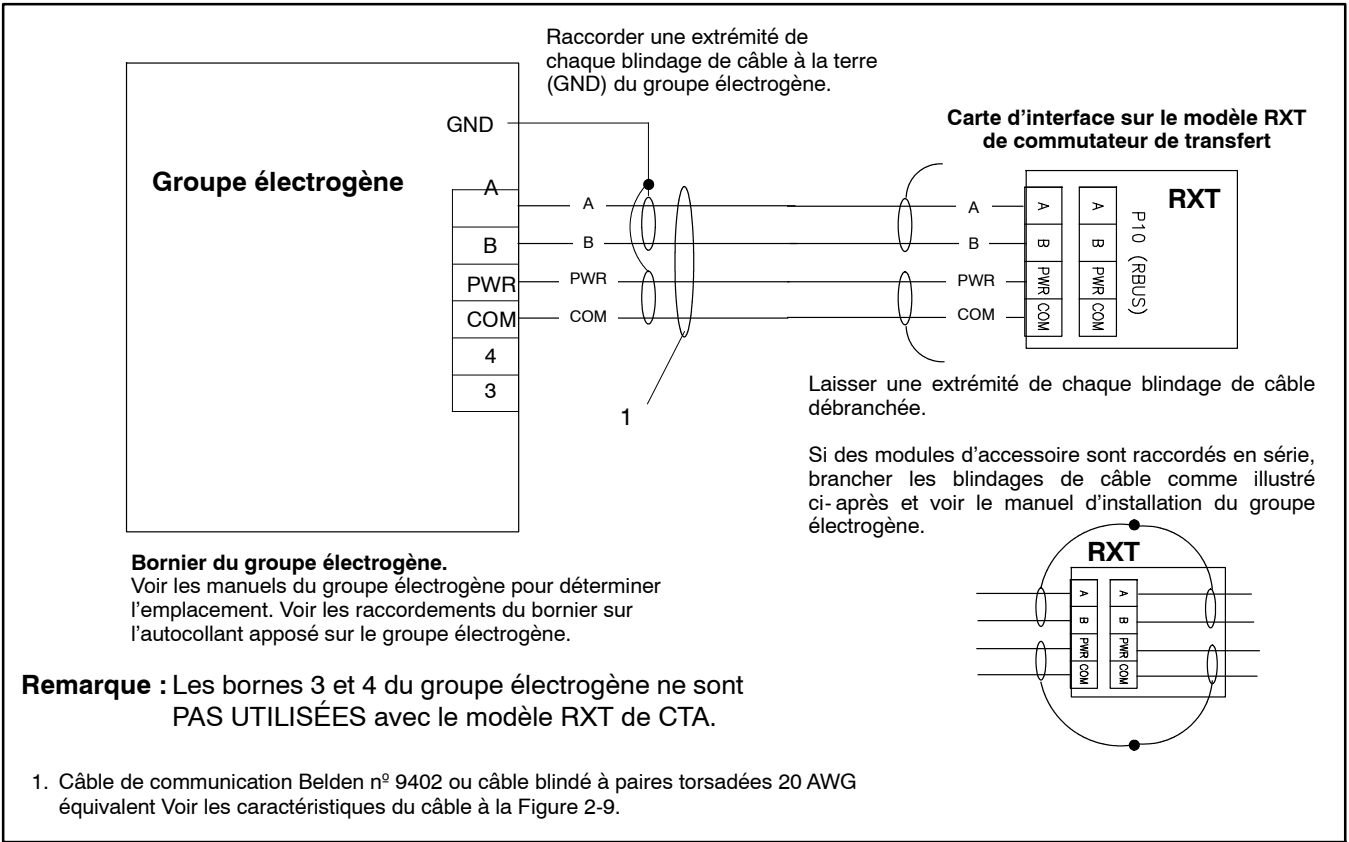 Raccorder une extrémité de
chaque blindage de câble à la terre
(GND) du groupe électrogène.
Carte d’interface sur le modèle RXT
de commutateur de transfert
GND
Groupe électrogène
A
B
PWR
COM
4
3
A
B
PWR
COM
1
A
B
PWR
COM
A
B
PWR
COM
A
B
PWR
COM
P10 (RBUS)
RXT
Laisser une extrémité de chaque blindage de câble
débranchée.
Si des modules d’accessoire sont raccordés en série,
brancher les blindages de câble comme illustré
ci-après et voir le manuel d’installation du groupe
électrogène.
RXT
A
B
PWR
COM
A
B
PWR
COM
Bornier du groupe électrogène.
Voir les manuels du groupe électrogène pour déterminer
l’emplacement. Voir les raccordements du bornier sur
l’autocollant apposé sur le groupe électrogène.
Remarque : Les bornes 3 et 4 du groupe électrogène ne sont
PAS UTILISÉES avec le modèle RXT de CTA.
1. Câble de communication Belden nº 9402 ou câble blindé à paires torsadées 20 AWG
équivalent Voir les caractéristiques du câble à la Figure 2-9.